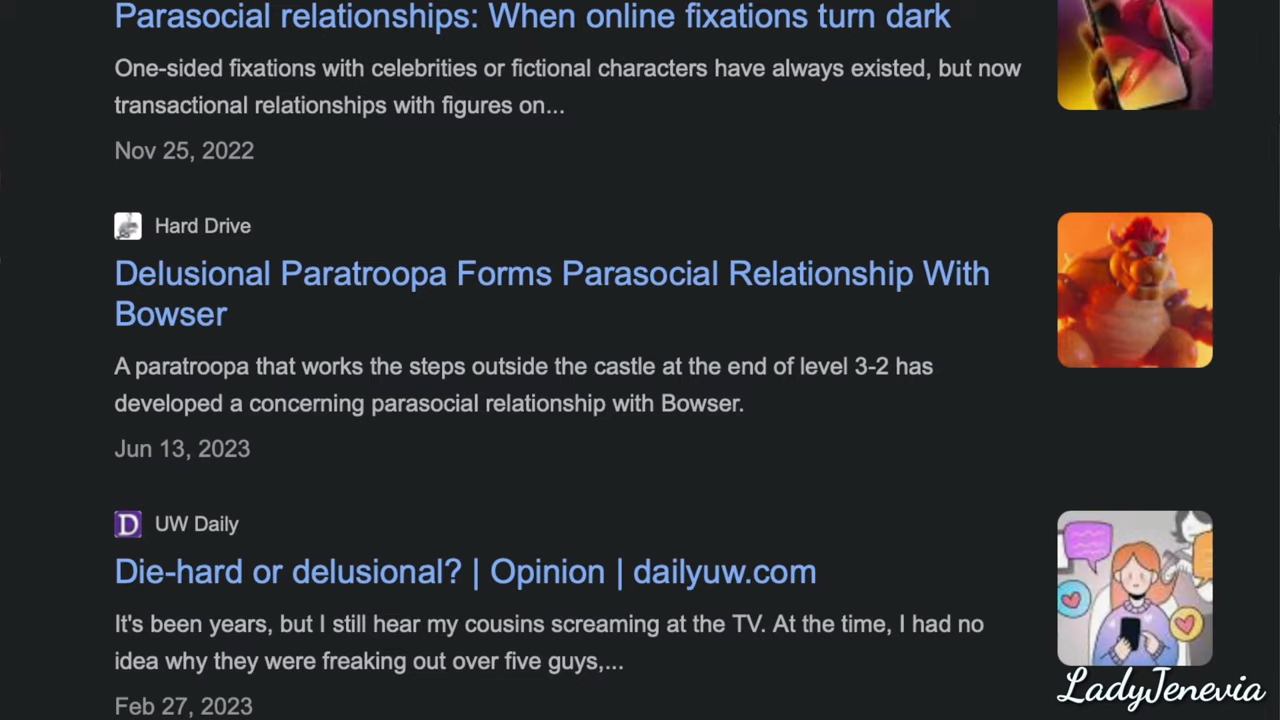 Parasocial relationships: When online fixations turn dark
One-sided fixations with celebrities or fictional characters have always existed, but now
transactional relationships with figures on...
Nov 25, 2022
Hard Drive
Delusional Paratroopa Forms Parasocial Relationship With
Bowser
A paratroopa that works the steps outside the castle at the end of level 3-2 has
developed a concerning parasocial relationship with Bowser.
Jun 13, 2023
D UW Daily
Die-hard or delusional? | Opinion | dailyuw.com
It's been years, but I still hear my cousins screaming at the TV. At the time, I had no
idea why they were freaking out over five guys,...
Feb 27, 2023
LadyJenevia